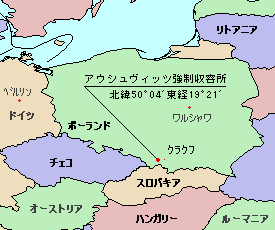 リトアニア
アウシュヴィッツ強制収容所
北緯50°04′東経19°21′
ベルリン
ワルシャワ
ドイツ
ポーランド
クラクフ
チェコ
スロバキア
オーストリア
ハンガリー
ルーマニア